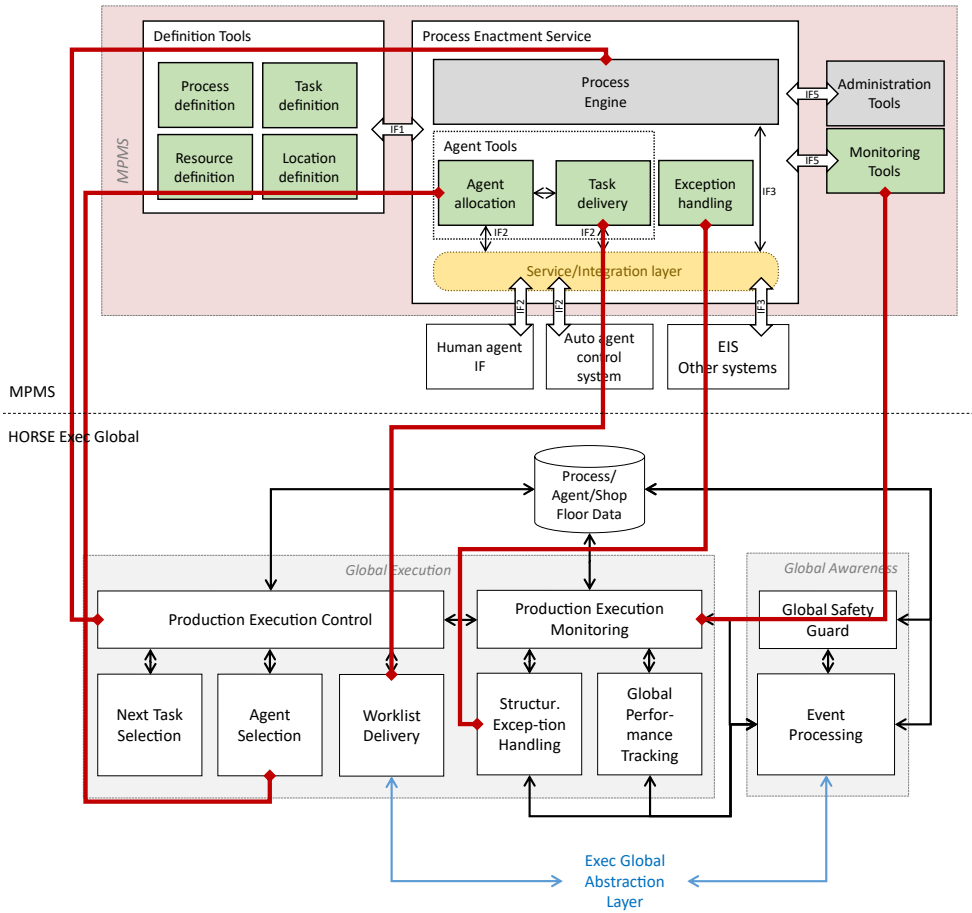 Definition Tools
Process Enactment Service
Process
definition
Task
definition
Resource
definition
Location
definition
MPMS
IF1
Process
Engine
IF5
Administration
Tools
IF5
Monitoring
Tools
Agent Tools
Agent
allocation
Task
delivery
Exception
handling
IF3
IF2
IF2
Service/Integration layer
IF2
IF2
IF3
Human agent
IF
Auto agent
control
system
EIS
Other systems
MPMS
HORSE Exec Global
Process/
Agent/Shop
Floor Data
Global Execution
Global Awareness
Production Execution Control
Production Execution
Monitoring
Global Safety
Guard
Next Task
Selection
Agent
Selection
Worklist
Delivery
Structur.
Excep-tion
Handling
Global
Perfor-
mance
Tracking
Event
Processing
Exec Global
Abstraction
Layer